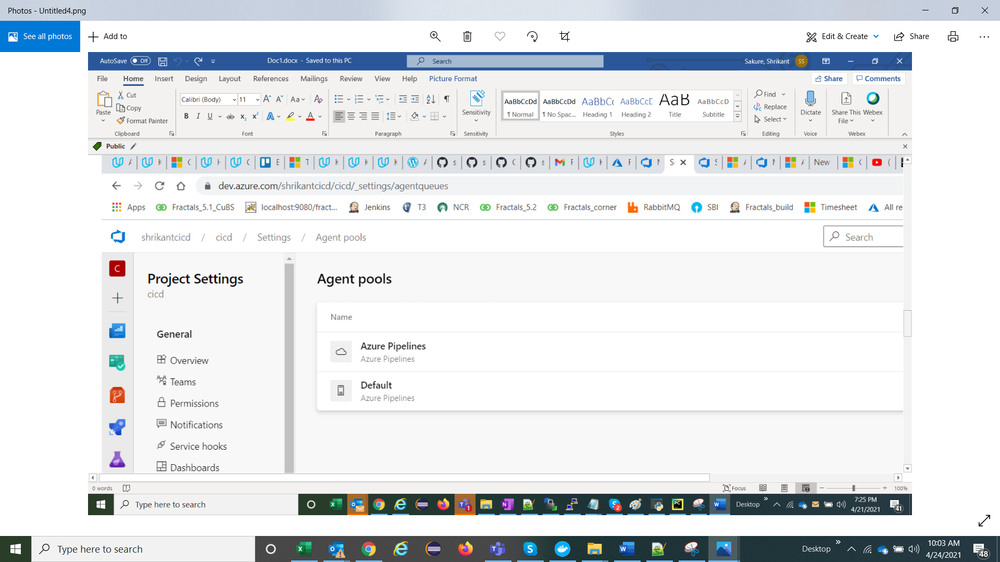 Photos - Untitled4.png
See all photos
Add to
Edit & Create
Share
AutoSave Off
Doc1.docx - Saved to this PC
Search
Sakure, Shrikant SS
File Home Insert Design Layout References Mailings Review View Help Picture Format
Share Comments
Paste
Cut
Copy
Format Painter
Clipboard
Calibri (Body) 11
Font
Paragraph
Sensitivity
Sensitivity
AaBbCcDd AaBbCcDd AaBbC AaBbCcE AaB AaBbCcD
¶ Normal ¶ No Spac... Heading 1 Heading 2 Title Subtitle
Styles
Find
Replace
Select
Editing
Dictate
Voice
Share This File
Webex
Webex
Public
New
dev.azure.com/shrikantcicd/cicd/_settings/agentqueues
Apps Fractals_5.1_CuBS localhost:9080/fract... Jenkins T3 NCR Fractals_5.2 Fractals_corner RabbitMQ SBI Fractals_build Timesheet All re
shrikantcicd / cicd / Settings / Agent pools
Search
C
Project Settings
cicd
General
Overview
Teams
Permissions
Notifications
Service hooks
Dashboards
Agent pools
Name
Azure Pipelines
Azure Pipelines
Default
Azure Pipelines
0 words
Focus
100%
Type here to search
Desktop
7:25 PM
4/21/2021
41
Type here to search
Desktop
10:03 AM
4/24/2021
48